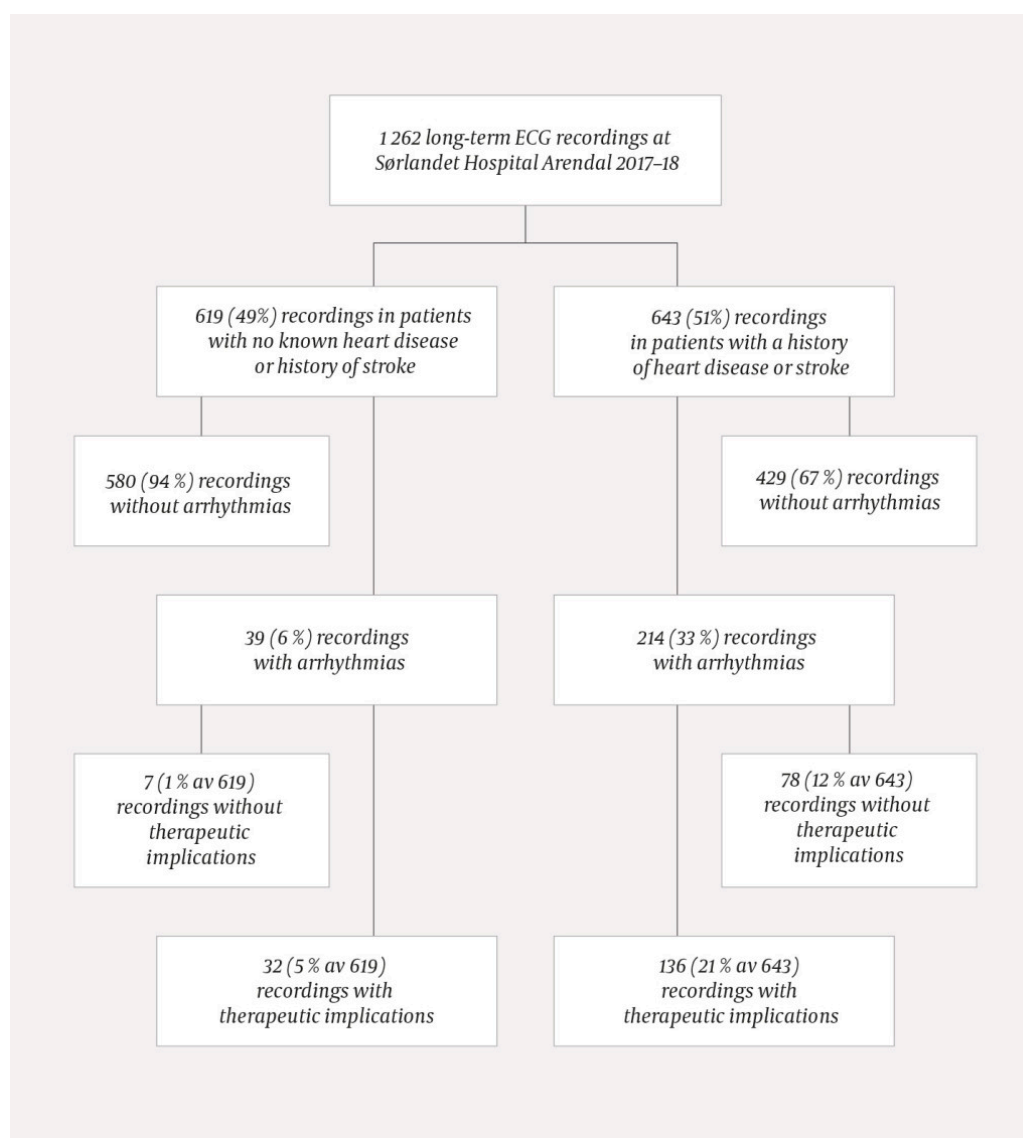 1 262 long-term ECG recordings at
Sørlandet Hospital Arendal 2017–18
619 (49%) recordings in patients
with no known heart disease
or history of stroke
643 (51%) recordings
in patients with a history
of heart disease or stroke
580 (94 %) recordings
without arrhythmias
429 (67 %) recordings
without arrhythmias
39 (6 %) recordings
with arrhythmias
214 (33 %) recordings
with arrhythmias
7 (1 % av 619)
recordings without
therapeutic
implications
78 (12 % av 643)
recordings without
therapeutic
implications
32 (5 % av 619)
recordings with
therapeutic implications
136 (21 % av 643)
recordings with
therapeutic implications